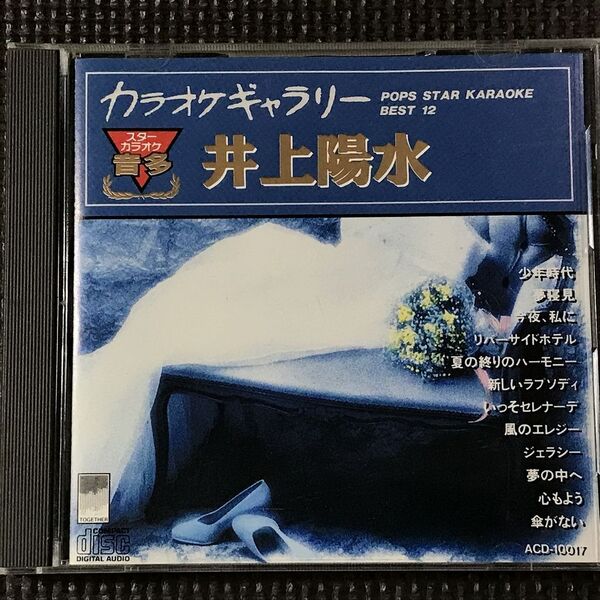 カラオケギャラリー
POPS STAR KARAOKE
BEST 12
スター
カラオケ
音多
井上陽水
少年時代
夢寝見
今夜、私に
リバーサイドホテル
夏の終りのハーモニー
新しいラプソディ
いっそセレナーデ
風のエレジー
ジェラシー
夢の中へ
心もよう
傘がない
TOGETHER
COMPACT
disc
DIGITAL AUDIO
ACD-10017